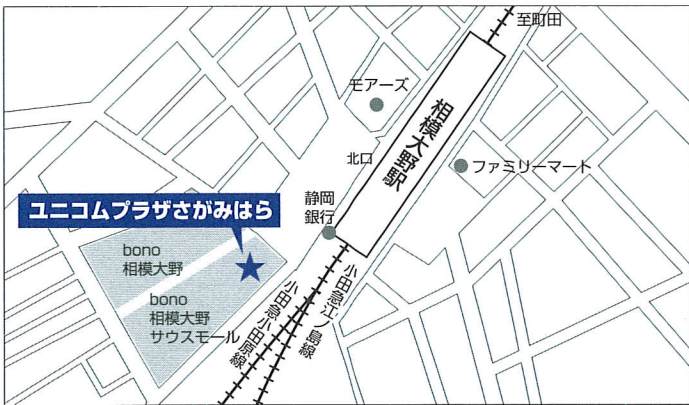 至町田
モアーズ
相模大野駅
北口
ファミリーマート
静岡
銀行
ユニコムプラザさがみはら
bono
相模大野
bono
相模大野
サウスモール
小田急小田原線
小田急江ノ島線